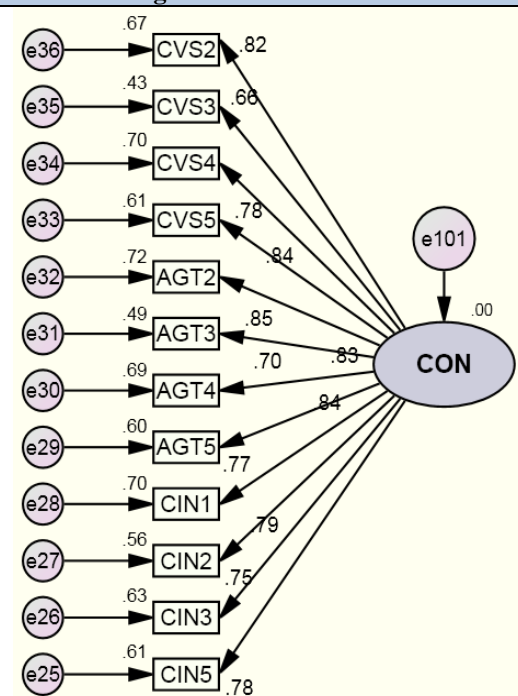 .67
e36 CVS2 .82
.43
e35 CVS3 .66
.70
e34 CVS4
.61 .78
e33 CVS5 e101
.72 .84
e32 AGT2
.49 .85 .00
e31 AGT3 .83 CON
.69 .70
e30 AGT4
.60 .84
e29 AGT5
.70 .77
e28 CIN1
.56 .79
e27 CIN2
.63 .75
e26 CIN3
.61
e25 CIN5 .78